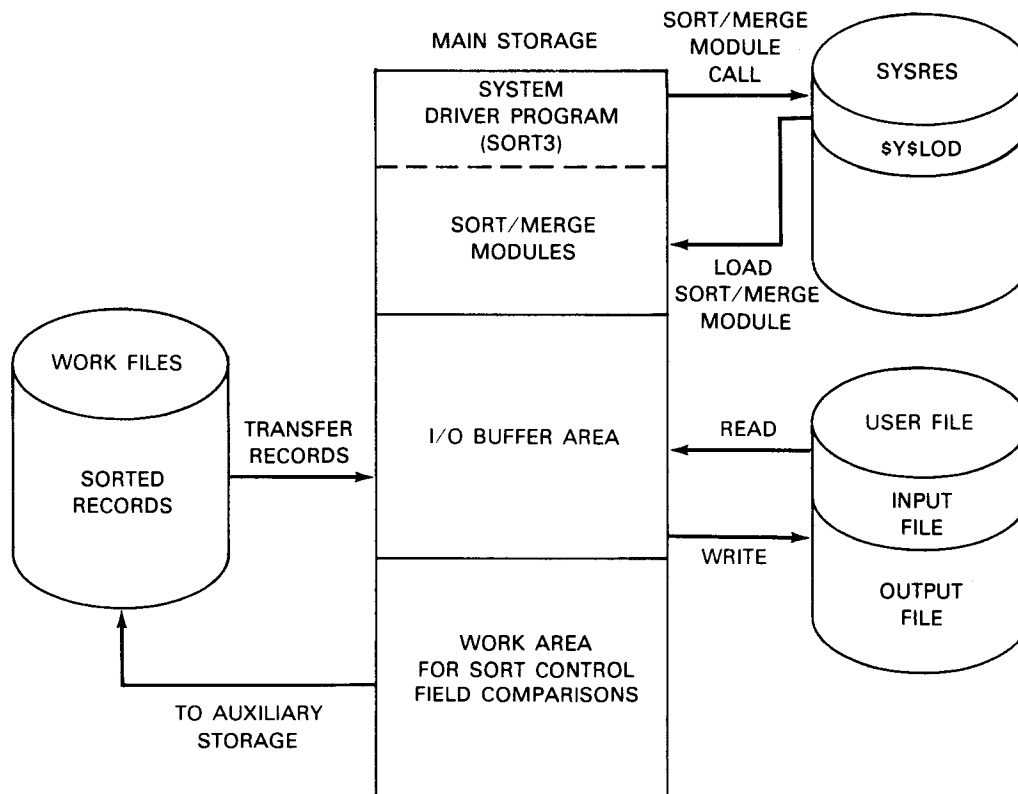 MAIN STORAGE
SORT/MERGE
MODULE
CALL
SYSTEM
DRIVER PROGRAM
(SORT3)
SYSRES
$Y$LOD
SORT/MERGE
MODULES
LOAD
SORT/MERGE
MODULE
WORK FILES
SORTED
RECORDS
TRANSFER
RECORDS
I/O BUFFER AREA
READ
WRITE
USER FILE
INPUT
FILE
OUTPUT
FILE
WORK AREA
FOR SORT CONTROL
FIELD COMPARISONS
TO AUXILIARY
STORAGE